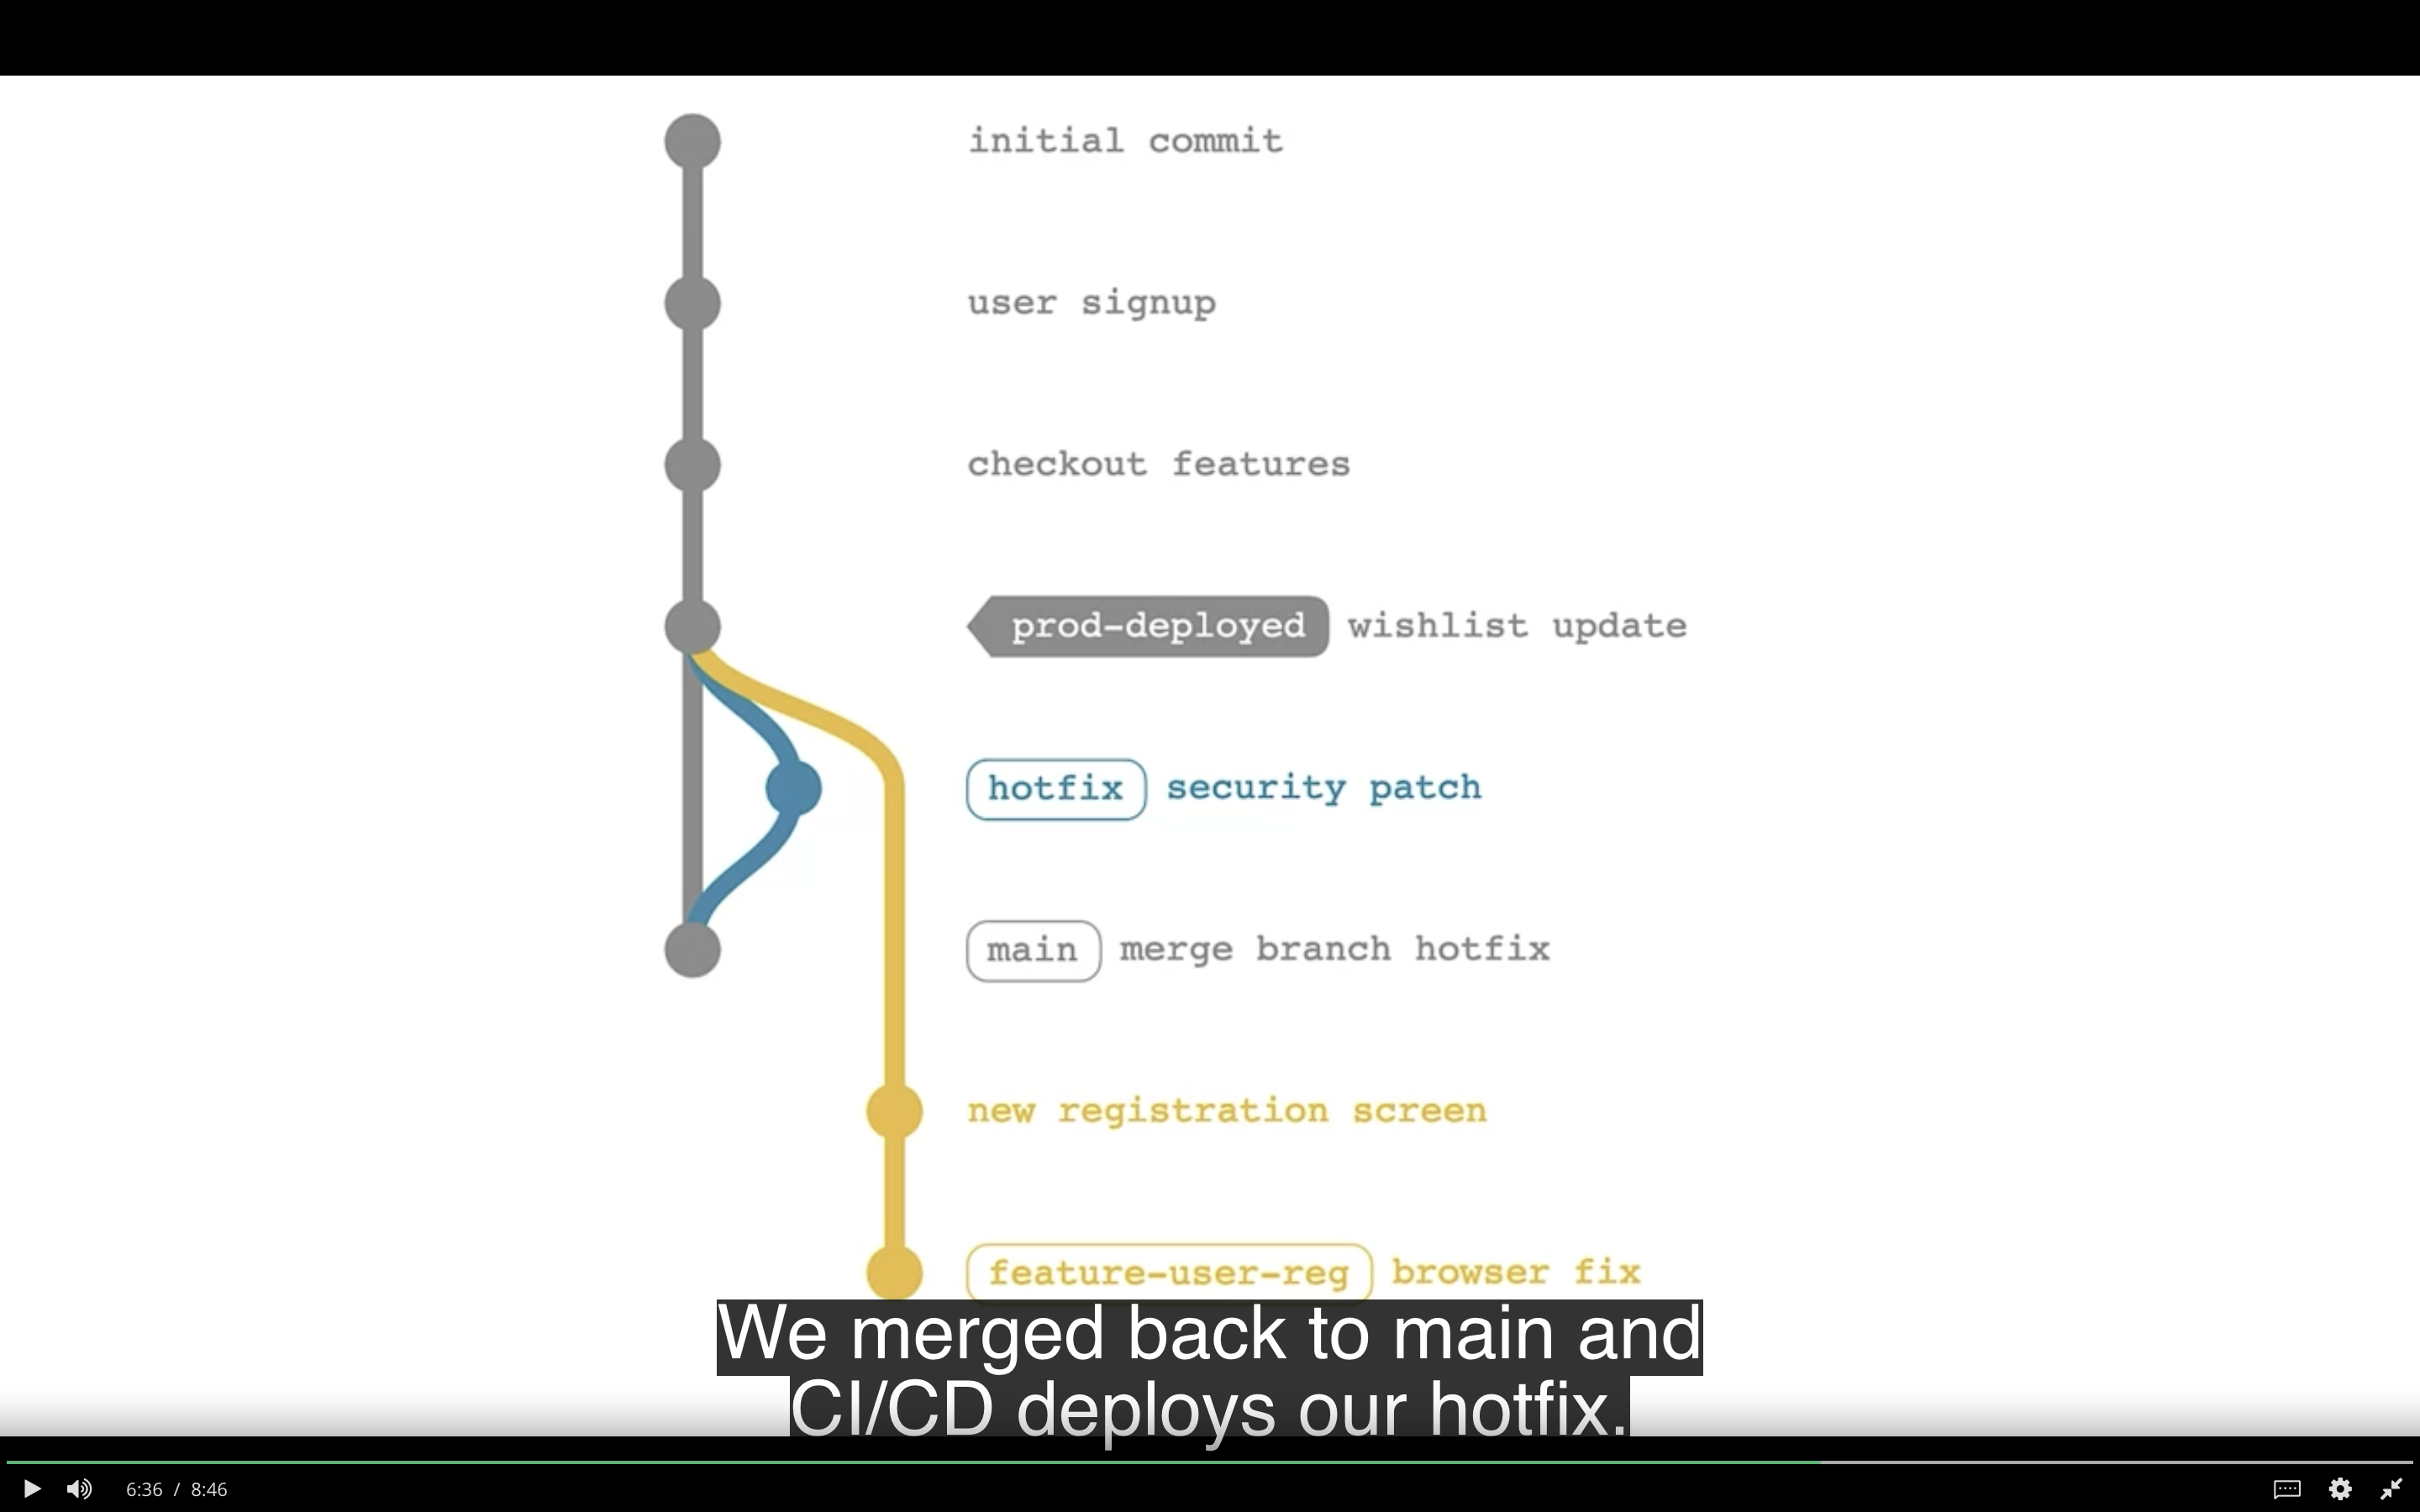 initial commit
user signup
checkout features
prod-deployed wishlist update
hotfix security patch
main merge branch hotfix
new registration screen
feature-user-reg browser fix
We merged back to main and
CI/CD deploys our hotfix.
6:36 / 8:46